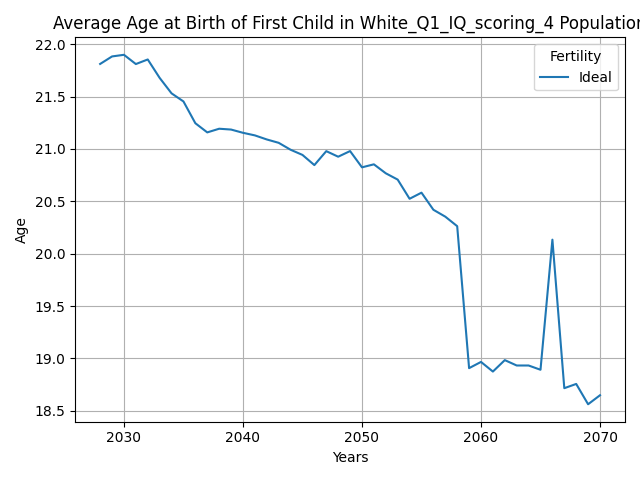 Average Age at Birth of First Child in White_Q1_IQ_scoring_4 Population
Fertility
Ideal
22.0
21.5
21.0
20.5
20.0
19.5
19.0
18.5
Age
2030 2040 2050 2060 2070
Years